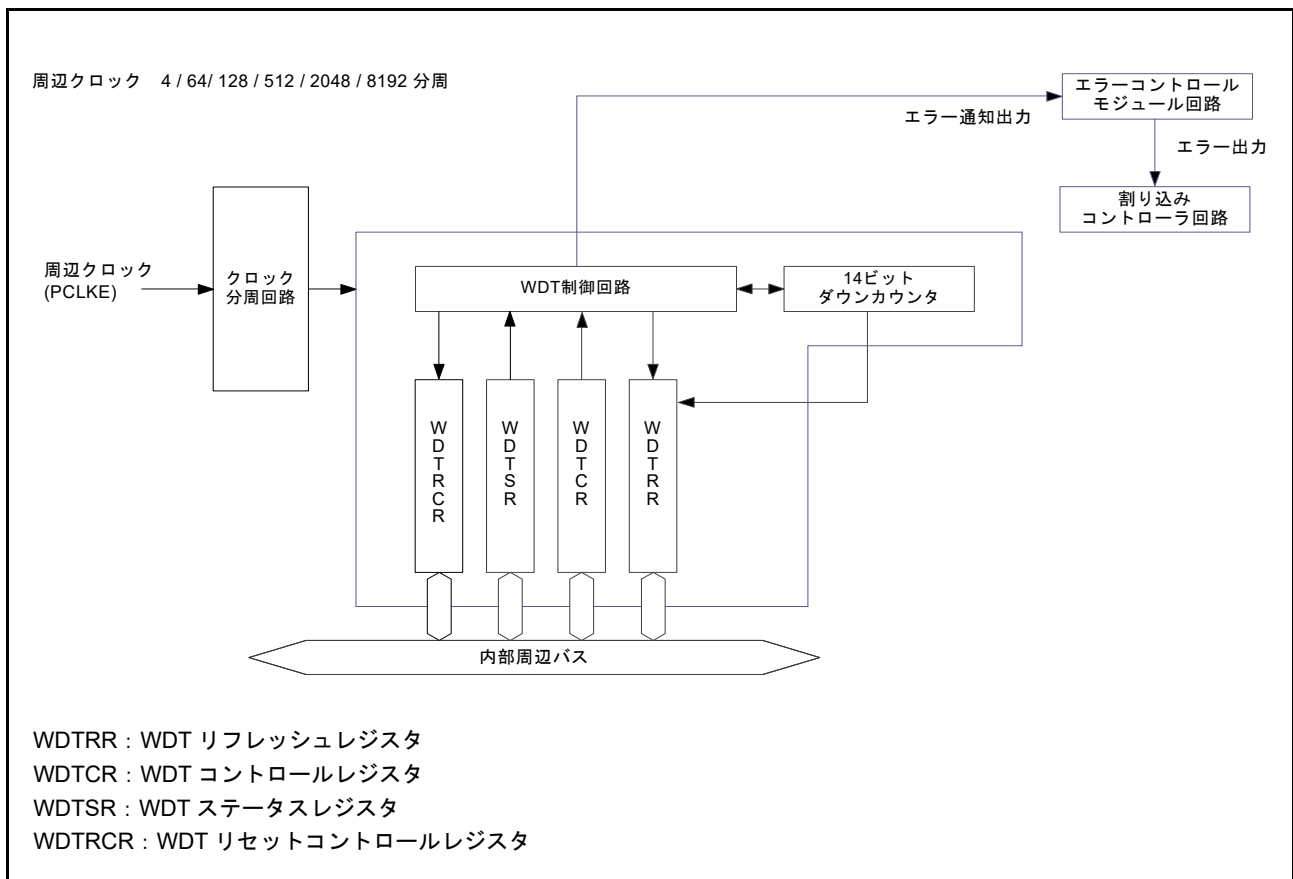 周辺クロック 4 / 64/ 128 / 512 / 2048 / 8192 分周
エラーコントロール
モジュール回路
エラー通知出力
エラー出力
割り込み
コントローラ回路
周辺クロック
(PCLKE)
クロック
分周回路
WDT制御回路
14ビット
ダウンカウンタ
WDTRCR
WDTSR
WDTCR
WDTRR
内部周辺バス
WDTRR : WDT リフレッシュレジスタ
WDTCR : WDT コントロールレジスタ
WDTSR : WDT ステータスレジスタ
WDTRCR : WDT リセットコントロールレジスタ